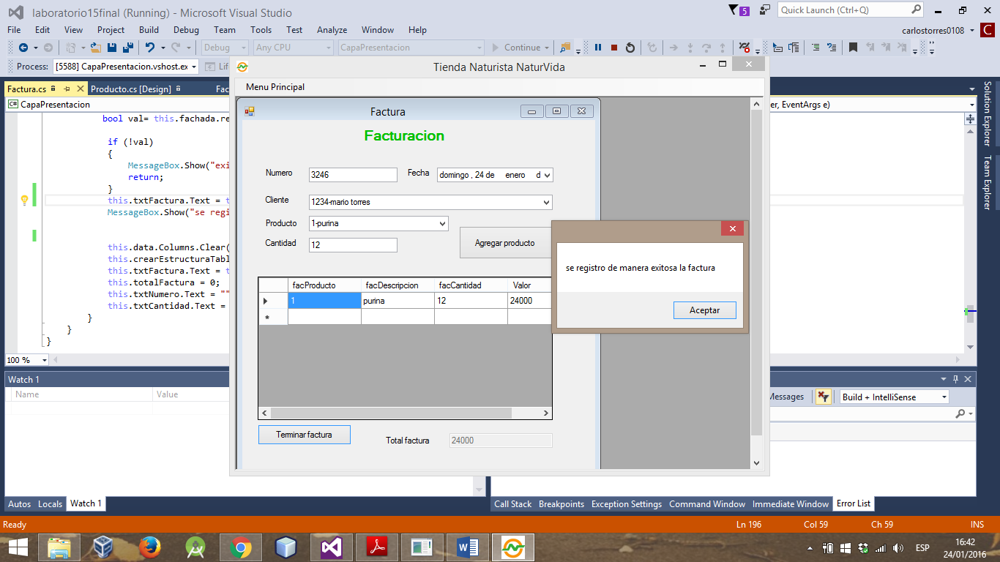 laboratorio15final (Running) - Microsoft Visual Studio
5
Quick Launch (Ctrl+Q)
File Edit View Project Build Debug Team Tools Test Analyze Window Help
carlostorres0108 C
Debug Any CPU CapaPresentacion Continue
Process: [5588] CapaPresentacion.vshost.ex Lif
Tienda Naturista NaturVida
Factura.cs Producto.cs [Design] Fac
Menu Principal
C# CapaPresentacion
er, EventArgs e)
Solution Explorer
Team Explorer
bool val= this.fachada.re
if (!val)
{
MessageBox.Show("exi
return;
}
this.txtFactura.Text = t
MessageBox.Show("se regi
this.data.Columns.Clear(
this.crearEstructuraTabl
this.txtFactura.Text = t
this.totalFactura = 0;
this.txtNumero.Text = ""
this.txtCantidad.Text =
}
}
}
100 %
Factura
Facturacion
Numero 3246 Fecha domingo , 24 de enero d
Cliente 1234-mario torres
Producto 1-purina
Cantidad 12
Agregar producto
facProducto facDescripcion facCantidad Valor
1 purina 12 24000
*
Terminar factura
Total factura 24000
se registro de manera exitosa la factura
Aceptar
Watch 1
Name Value
Messages Build + IntelliSense
Autos Locals Watch 1
Call Stack Breakpoints Exception Settings Command Window Immediate Window Error List
Ready Ln 196 Col 59 Ch 59 INS
ESP
16:42
24/01/2016